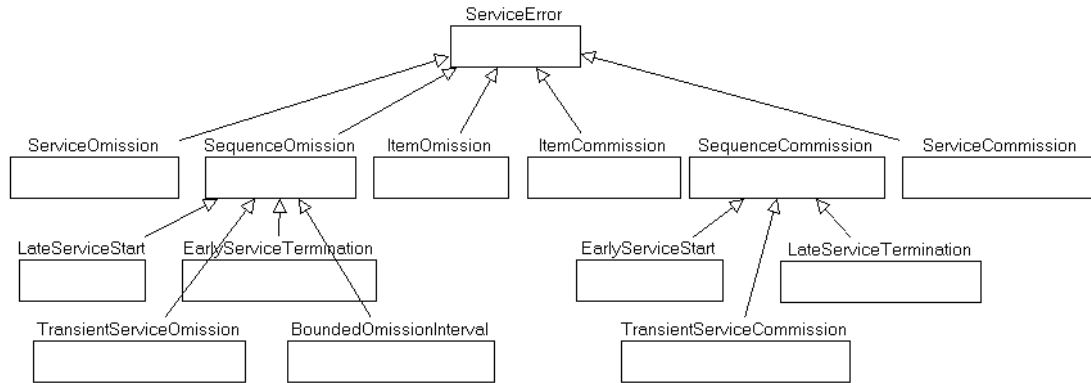 ServiceError
ServiceOmission
SequenceOmission
ItemOmission
ItemCommission
SequenceCommission
ServiceCommission
LateServiceStart
EarlyServiceTermination
EarlyServiceStart
LateServiceTermination
TransientServiceOmission
BoundedOmissionInterval
TransientServiceCommission